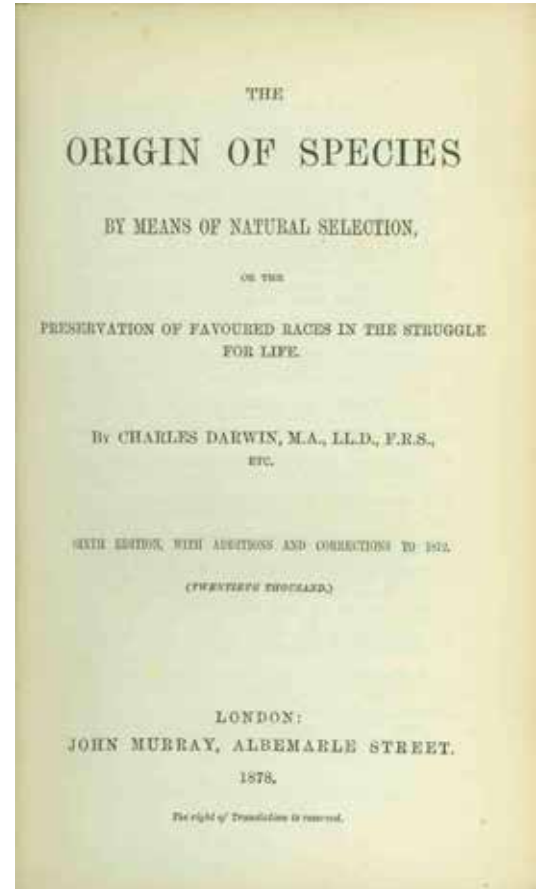 THE
ORIGIN OF SPECIES
BY MEANS OF NATURAL SELECTION,
OR THE
PRESERVATION OF FAVOURED RACES IN THE STRUGGLE
FOR LIFE.
By CHARLES DARWIN, M.A., LL.D., F.R.S.,
ETC.
SIXTH EDITION, WITH ADDITIONS AND CORRECTIONS TO 1872.
(TWENTIETH THOUSAND.)
LONDON:
JOHN MURRAY, ALBEMARLE STREET.
1878.
The right of Translation is reserved.